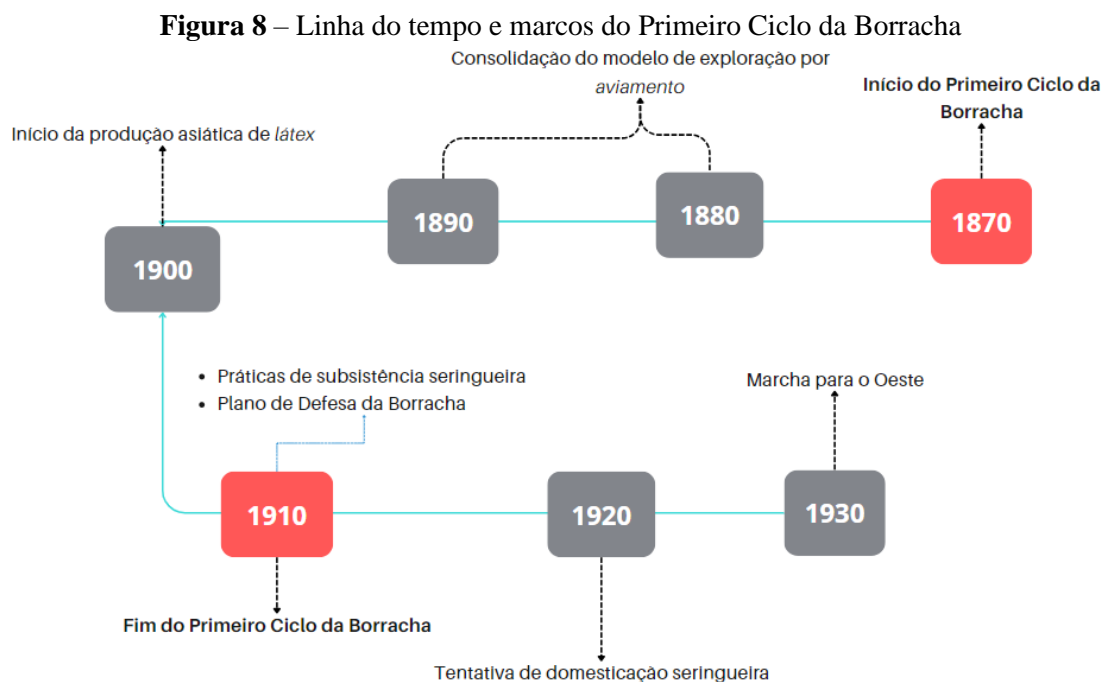 Figura 8 – Linha do tempo e marcos do Primeiro Ciclo da Borracha
Consolidação do modelo de exploração por
aviamento
Início do Primeiro Ciclo da
Borracha
Início da produção asiática de látex
1890
1880
1870
1900
• Práticas de subsistência seringueira
• Plano de Defesa da Borracha
Marcha para o Oeste
1910
1920
1930
Fim do Primeiro Ciclo da Borracha
Tentativa de domesticação seringueira